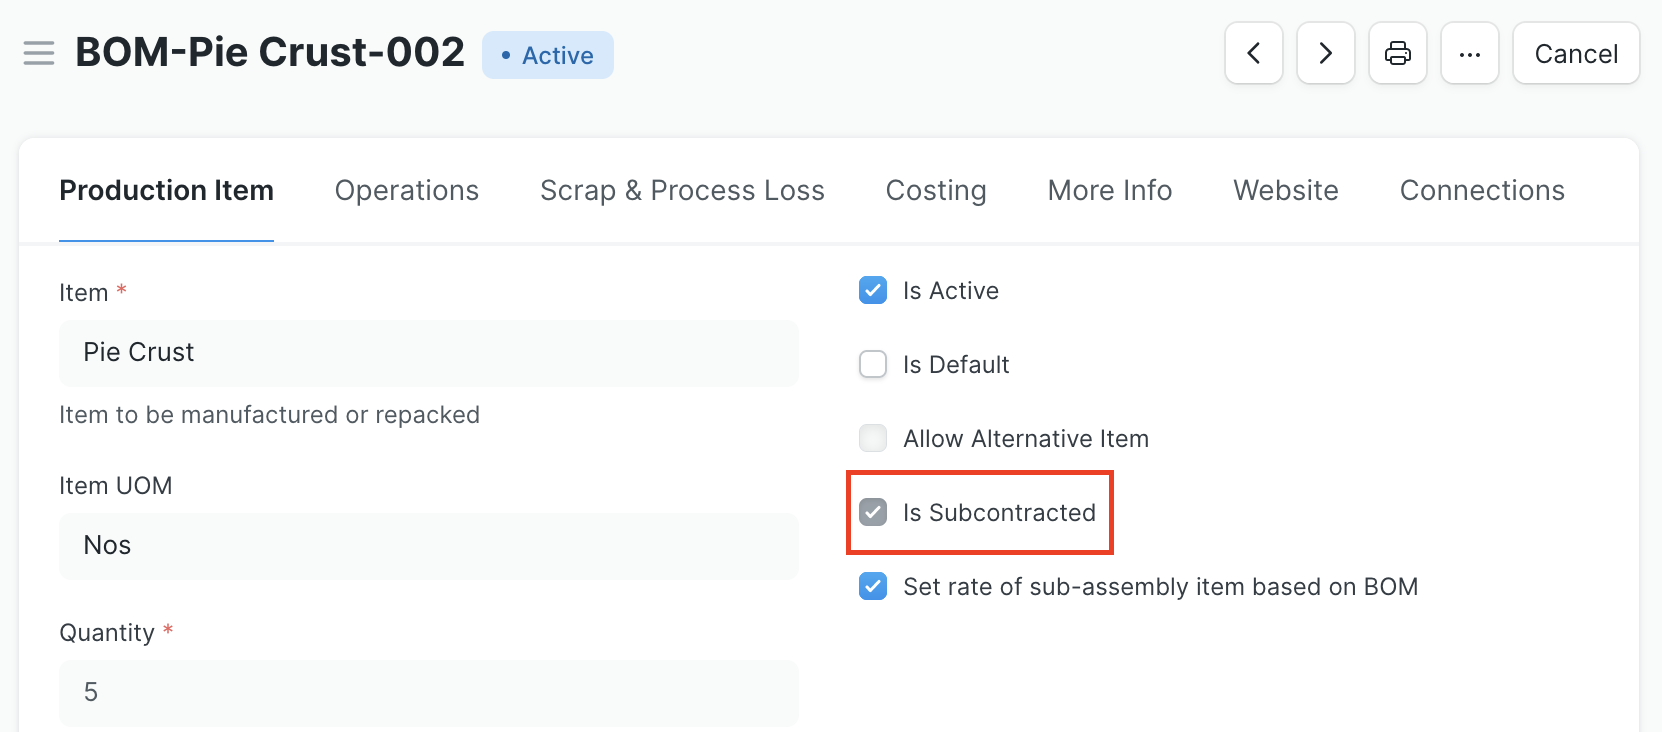 BOM-Pie Crust-002
Active
Cancel
Production Item
Operations
Scrap & Process Loss
Costing
More Info
Website
Connections
Item *
Pie Crust
Item to be manufactured or repacked
Item UOM
Nos
Quantity *
5
Is Active
Is Default
Allow Alternative Item
Is Subcontracted
Set rate of sub-assembly item based on BOM